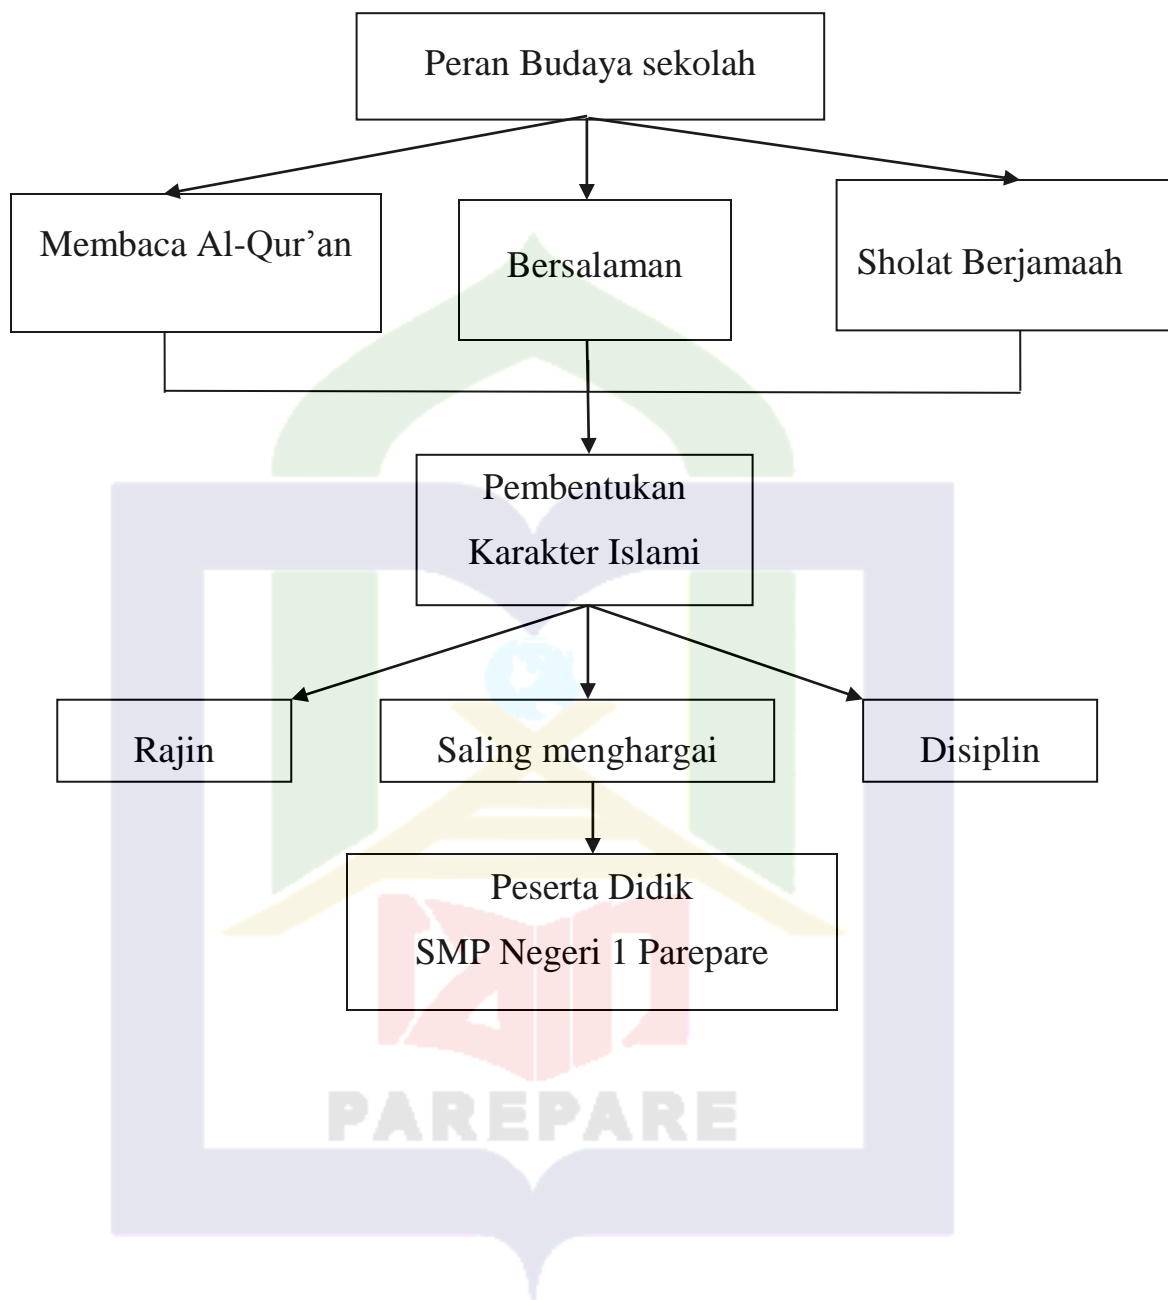 Peran Budaya sekolah
Membaca Al-Qur’an
Bersalaman
Sholat Berjamaah
Pembentukan
Karakter Islami
Rajin
Saling menghargai
Disiplin
Peserta Didik
SMP Negeri 1 Parepare
IAIN
PAREPARE